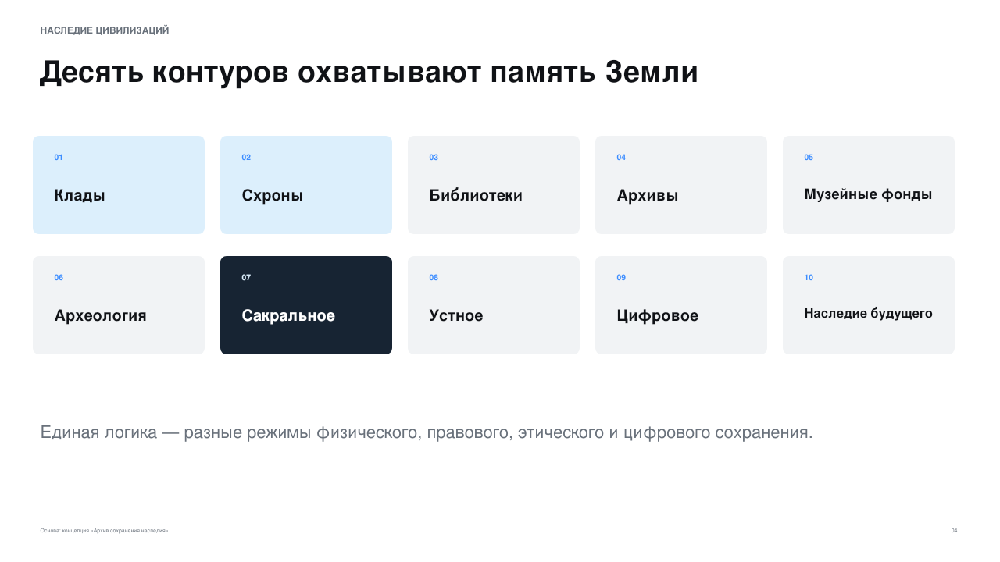 НАСЛЕДИЕ ЦИВИЛИЗАЦИЙ
Десять контуров охватывают память Земли
01
Клады
02
Схроны
03
Библиотеки
04
Архивы
05
Музейные фонды
06
Археология
07
Сакральное
08
Устное
09
Цифровое
10
Наследие будущего
Единая логика — разные режимы физического, правового, этического и цифрового сохранения.
Основа: концепция «Архив сохранения наследия»
04